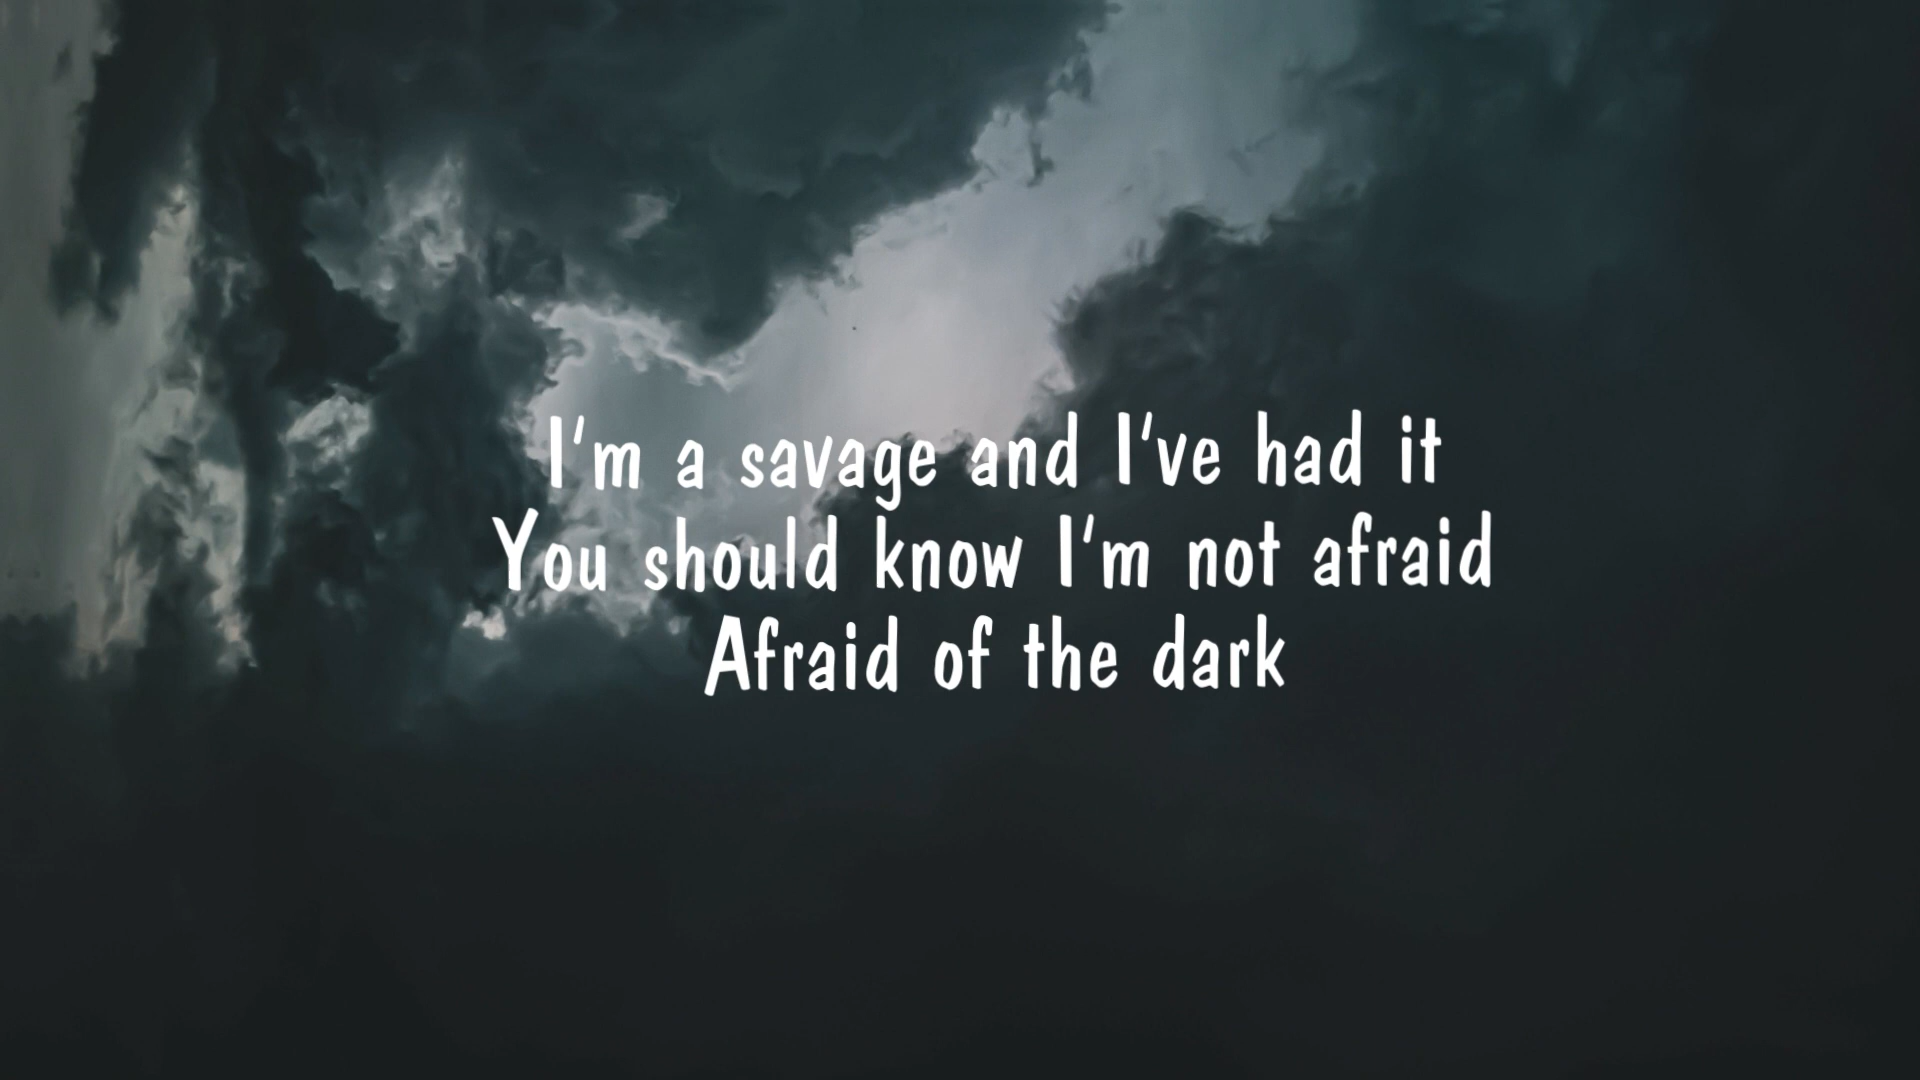 I'm a savage and I've had it
You should know I'm not afraid
Afraid of the dark